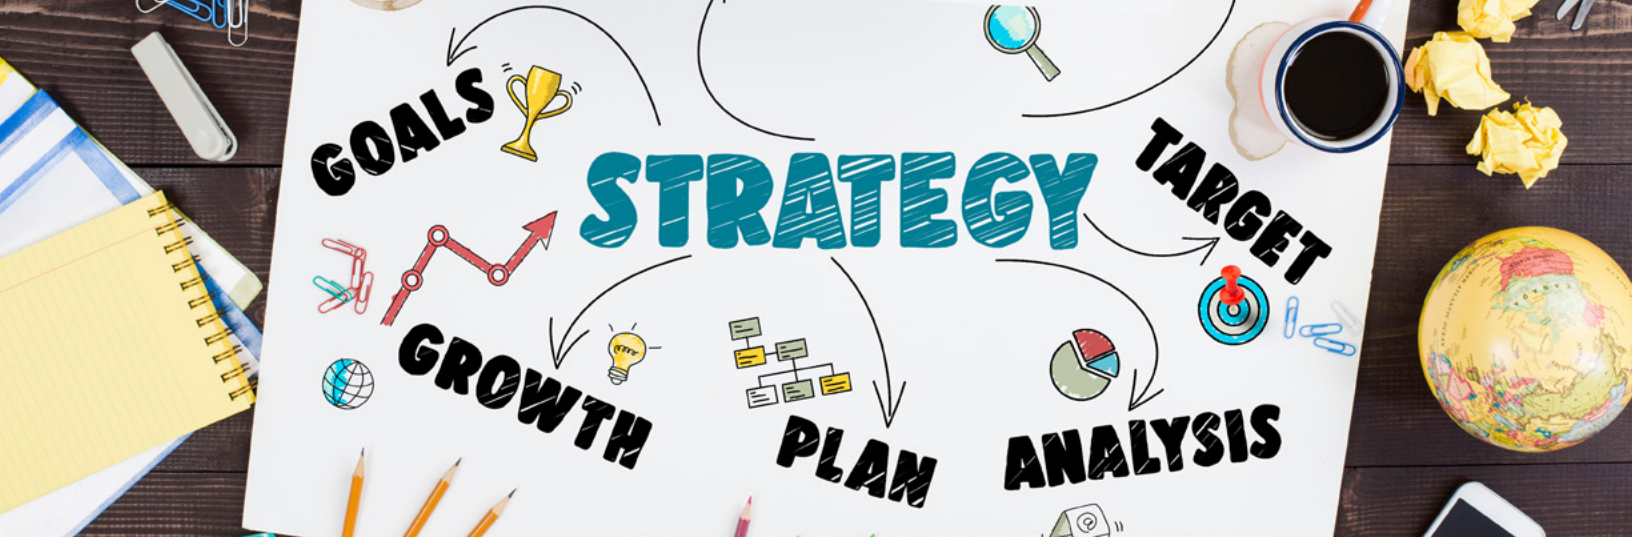 GOALS
STRATEGY
TARGET
GROWTH
PLAN
ANALYSIS
@